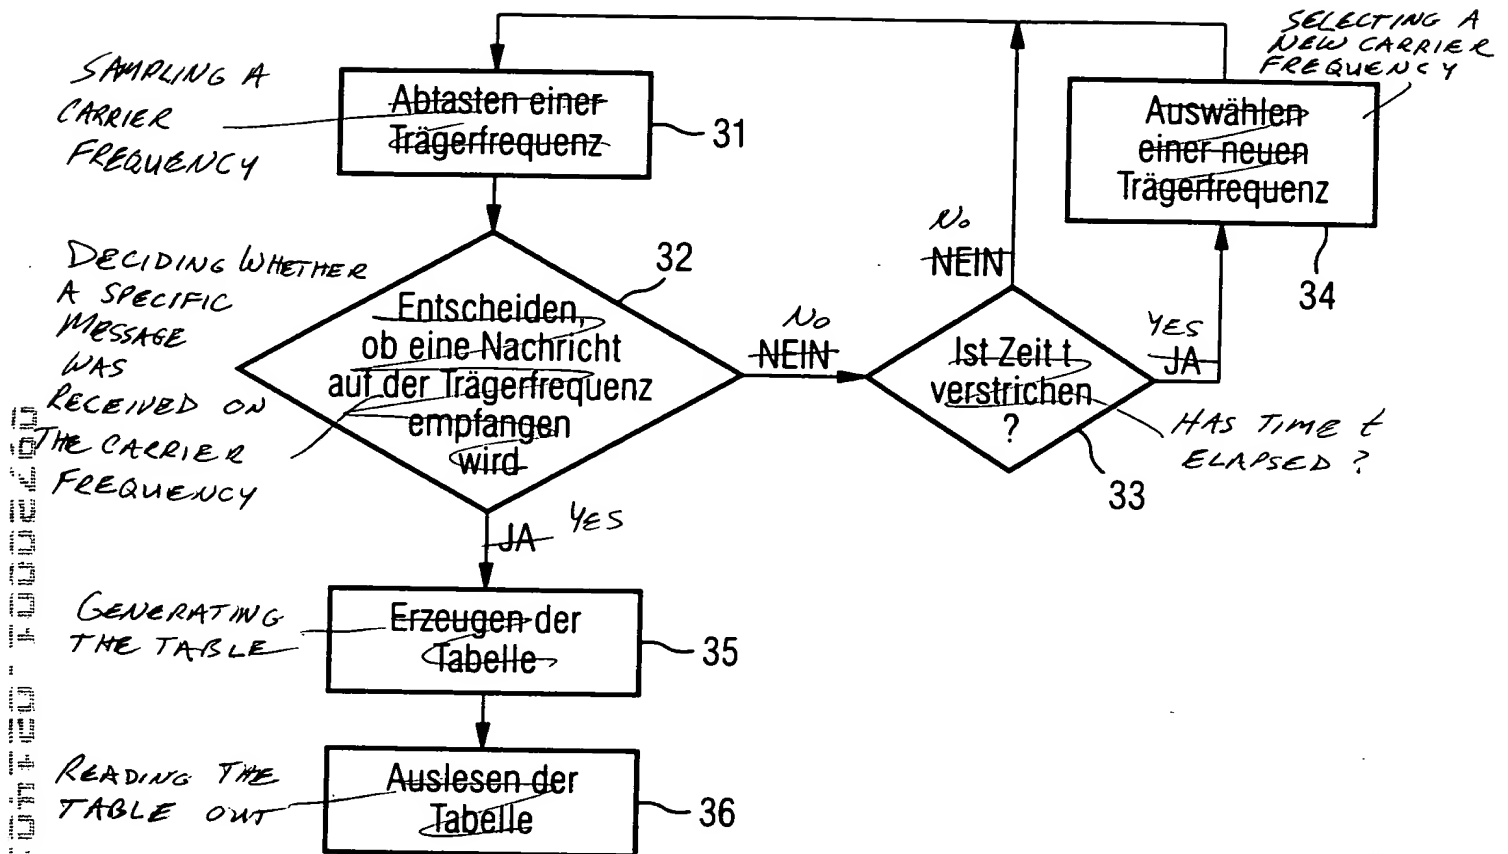 SELECTING A
NEW CARRIER
FREQUENCY
SAMPLING A
CARRIER
FREQUENCY
Abtasten einer
Trägerfrequenz
31
Auswählen
einer neuen
Trägerfrequenz
34
DECIDING WHETHER
A SPECIFIC
MESSAGE
WAS
RECEIVED ON
THE CARRIER
FREQUENCY
32
Entscheiden,
ob eine Nachricht
auf der Trägerfrequenz
empfangen
wird
No
NEIN
No
NEIN
Ist Zeit t
verstrichen
?
33
YES
JA
HAS TIME t
ELAPSED?
JA
YES
GENERATING
THE TABLE
Erzeugen der
Tabelle
35
READING THE
TABLE OUT
Auslesen der
Tabelle
36